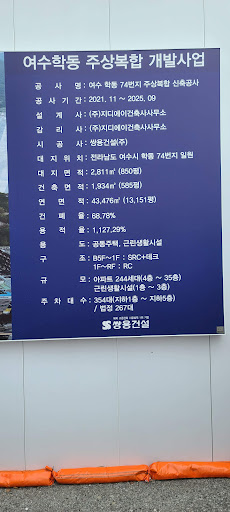 여수학동 주상복합 개발사업
공 사 명 : 여수 학동 74번지 주상복합 신축공사
공 사 기 간 : 2021. 11 ~ 2025. 09
설 계 사 : (주)지디에이건축사사무소
감 리 사 : (주)지디에이건축사사무소
시 공 사 : 쌍용건설(주)
대 지 위 치 : 전라남도 여수시 학동 74번지 일원
대 지 면 적 : 2,811㎡ (850평)
건 축 면 적 : 1,934㎡ (585평)
연 면 적 : 43,476㎡ (13,151평)
건 폐 율 : 68.78%
용 적 율 : 1,127.29%
용 도 : 공동주택, 근린생활시설
구 조 : B5F~1F : SRC+데크
1F~RF : RC
규 모 : 아파트 244세대(4층 ~ 35층)
근린생활시설(1층 ~ 3층)
주 차 대 수 : 354대(지하1층 ~ 지하5층)
/ 법정 267대
쌍용건설